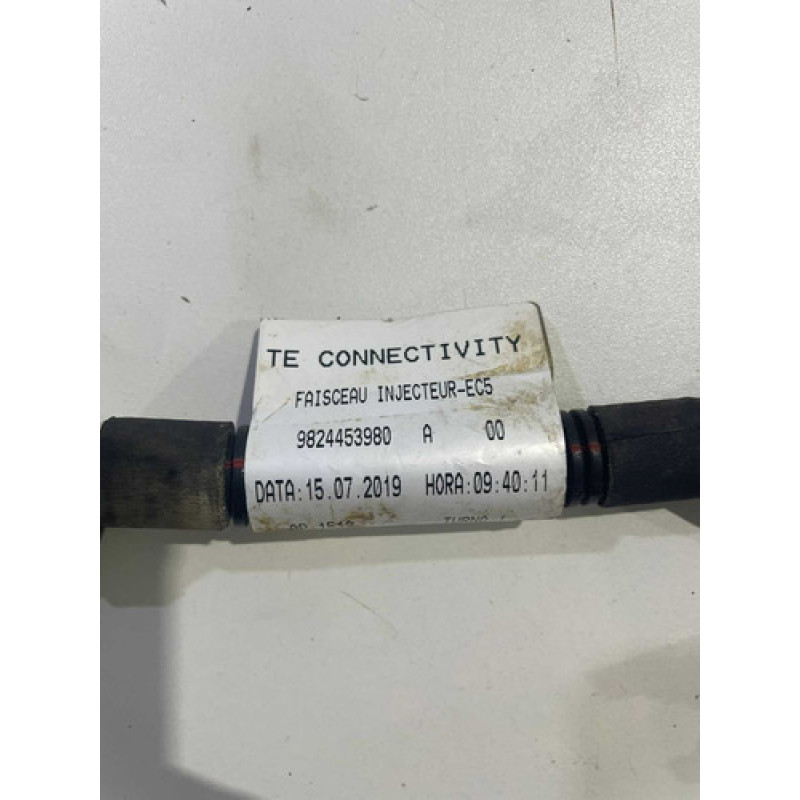 TE CONNECTIVITY
FAISCEAU INJECTEUR-EC5
9824453980 A 00
DATA:15.07.2019 HORA:09:40:11